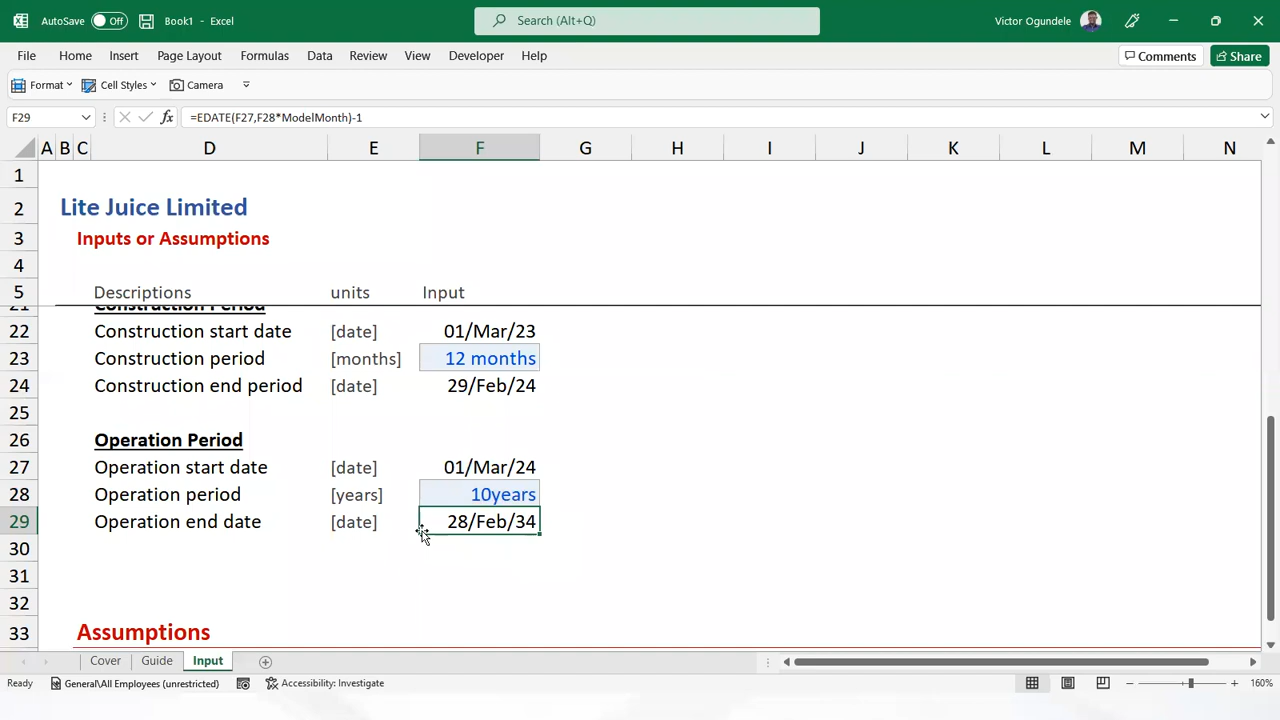 AutoSave Off Book1 - Excel Search (Alt+Q) Victor Ogundele
File Home Insert Page Layout Formulas Data Review View Developer Help Comments Share
Format Cell Styles Camera
F29 fx =EDATE(F27,F28*ModelMonth)-1
A B C D E F G H I J K L M N
1
2 Lite Juice Limited
3 Inputs or Assumptions
4
5 Descriptions units Input
21 Construction Period
22 Construction start date [date] 01/Mar/23
23 Construction period [months] 12 months
24 Construction end period [date] 29/Feb/24
25
26 Operation Period
27 Operation start date [date] 01/Mar/24
28 Operation period [years] 10years
29 Operation end date [date] 28/Feb/34
30
31
32
33 Assumptions
Cover Guide Input
Ready General\All Employees (unrestricted) Accessibility: Investigate 160%